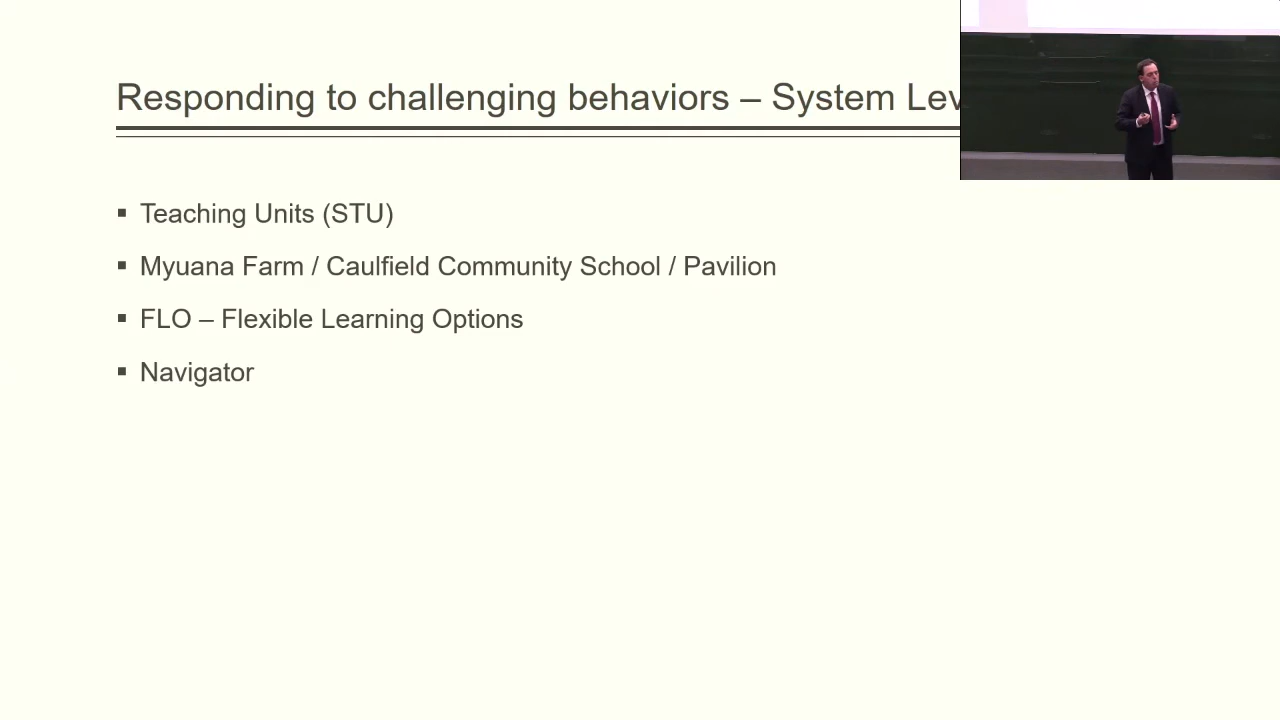 Responding to challenging behaviors – System Lev
▪ Teaching Units (STU)
▪ Myuana Farm / Caulfield Community School / Pavilion
▪ FLO – Flexible Learning Options
▪ Navigator